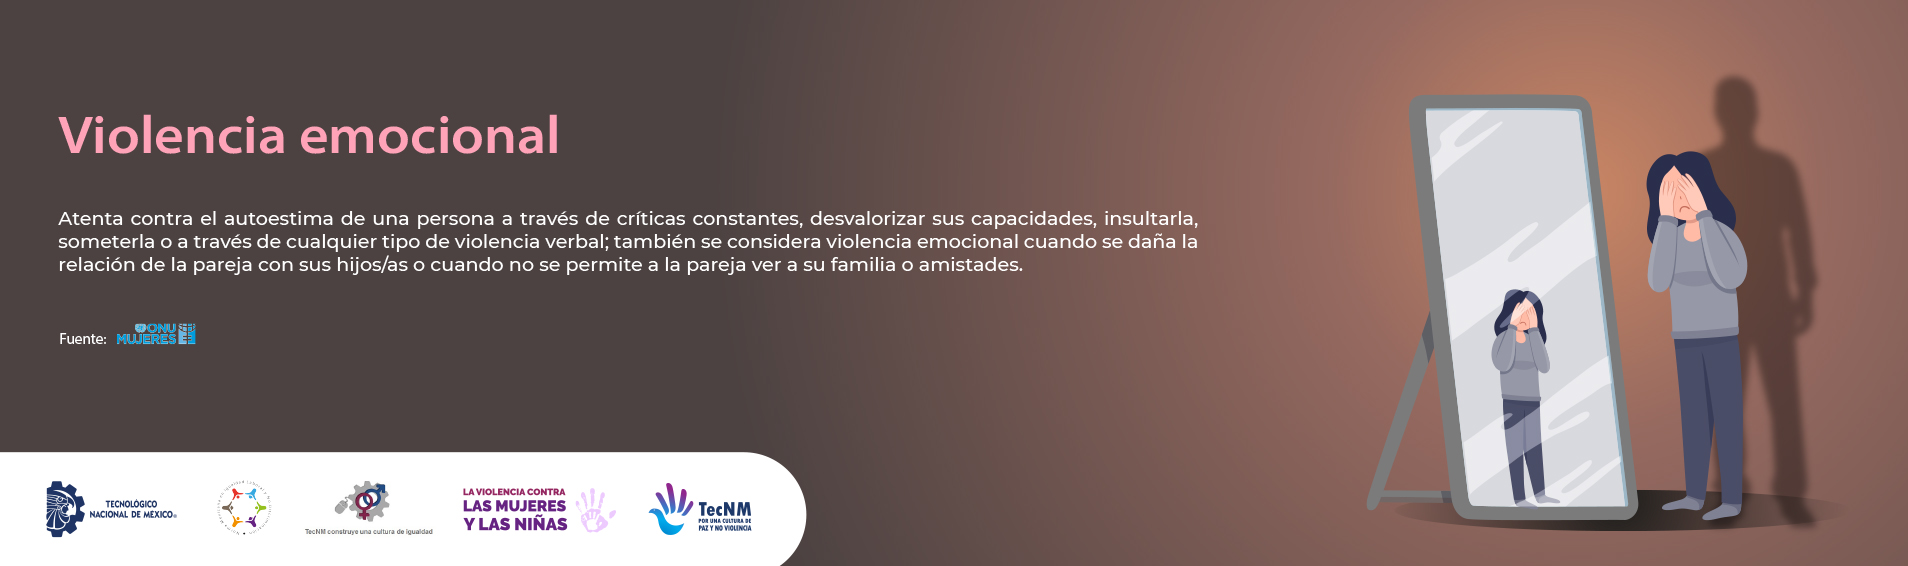 Violencia emocional
Atenta contra el autoestima de una persona a través de críticas constantes, desvalorizar sus capacidades, insultarla,
someterla o a través de cualquier tipo de violencia verbal; también se considera violencia emocional cuando se daña la
relación de la pareja con sus hijos/as o cuando no se permite a la pareja ver a su familia o amistades.
Fuente:
ONU
MUJERES
TECNOLÓGICO
NACIONAL DE MÉXICO®
TecNM construye una cultura de igualdad
LA VIOLENCIA CONTRA
LAS MUJERES
Y LAS NIÑAS
TecNM
POR UNA CULTURA DE
PAZ Y NO VIOLENCIA